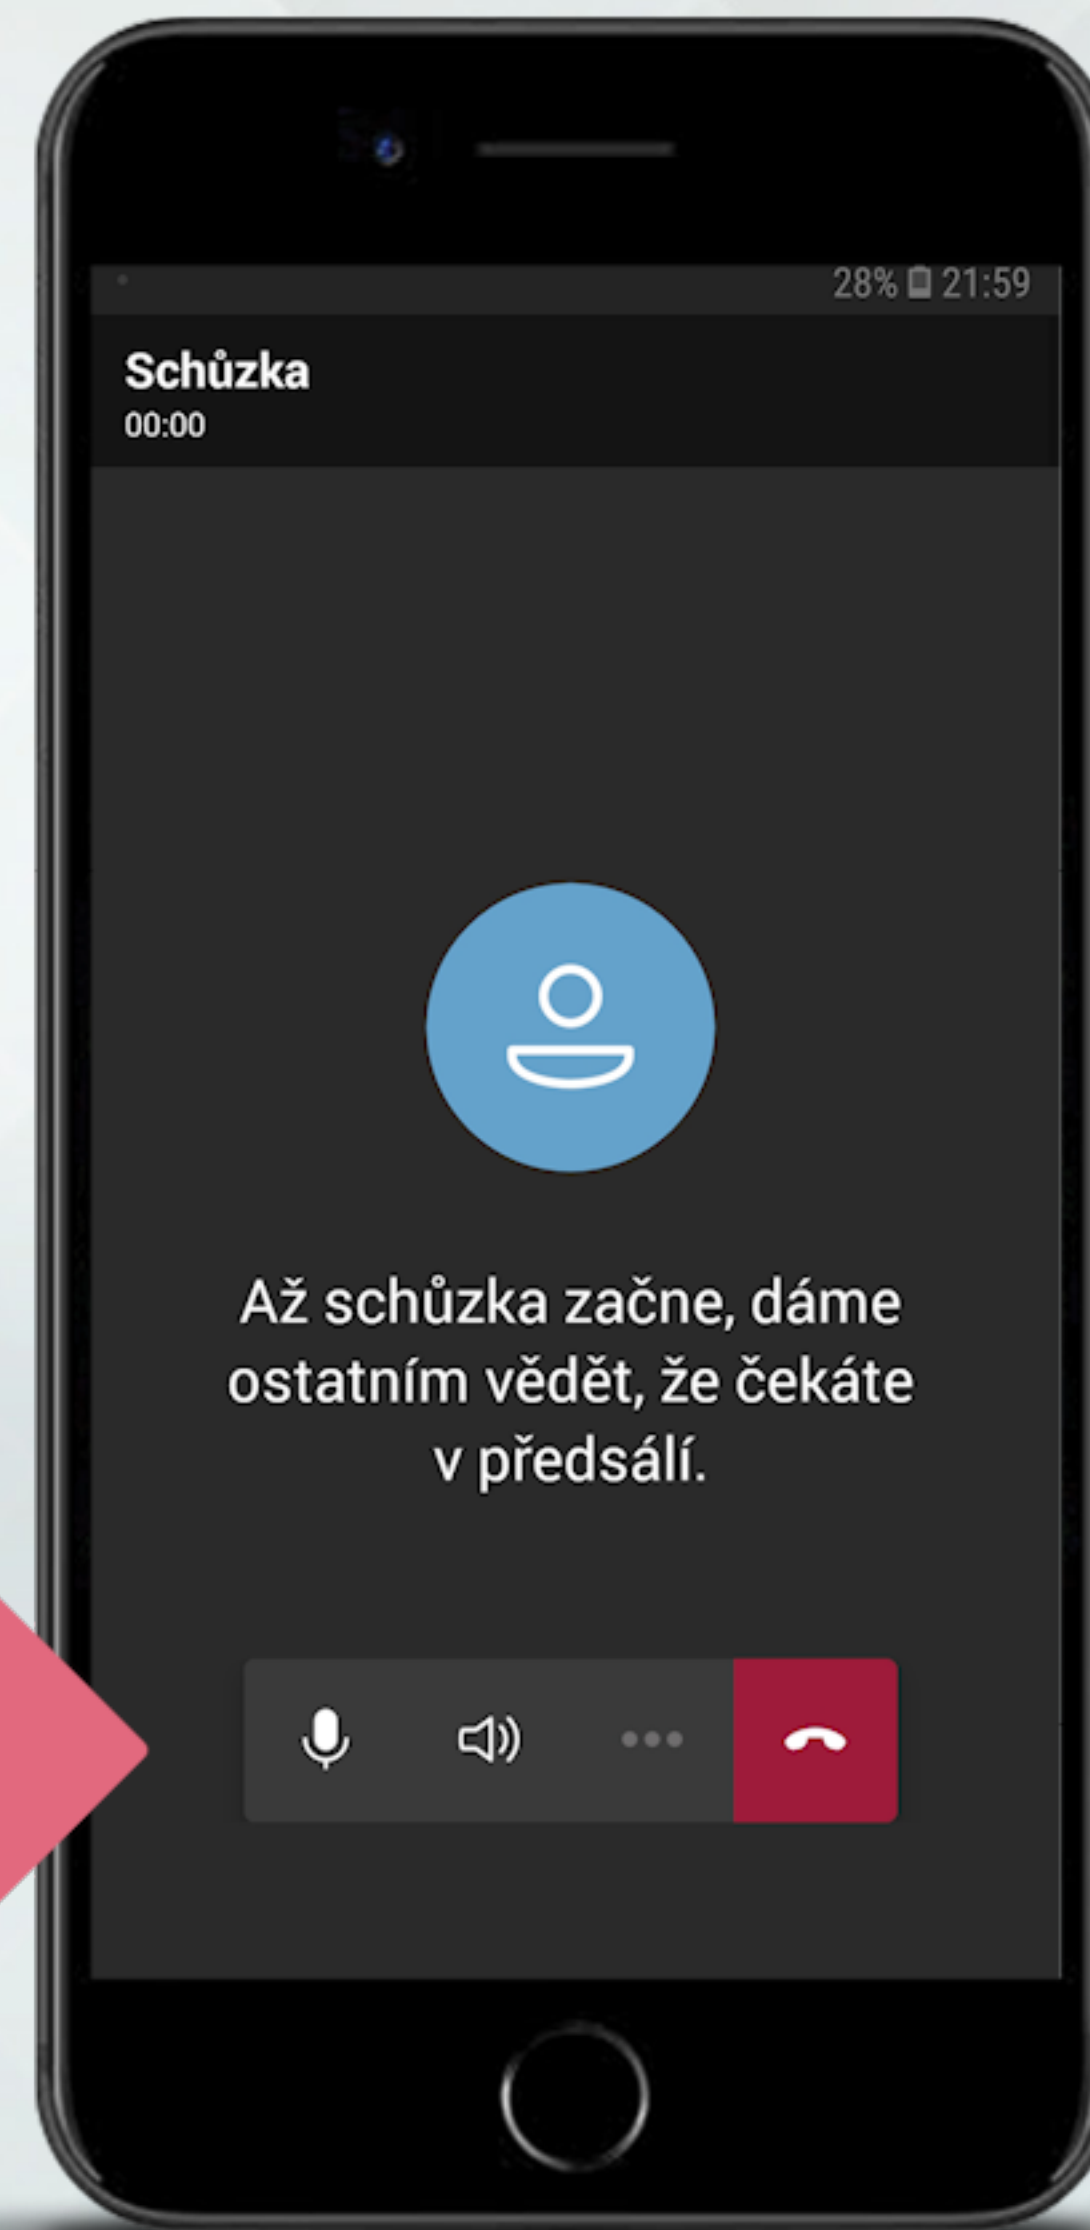 28% 21:59
Schůzka
00:00
Až schůzka začne, dáme
ostatním vědět, že čekáte
v předsálí.